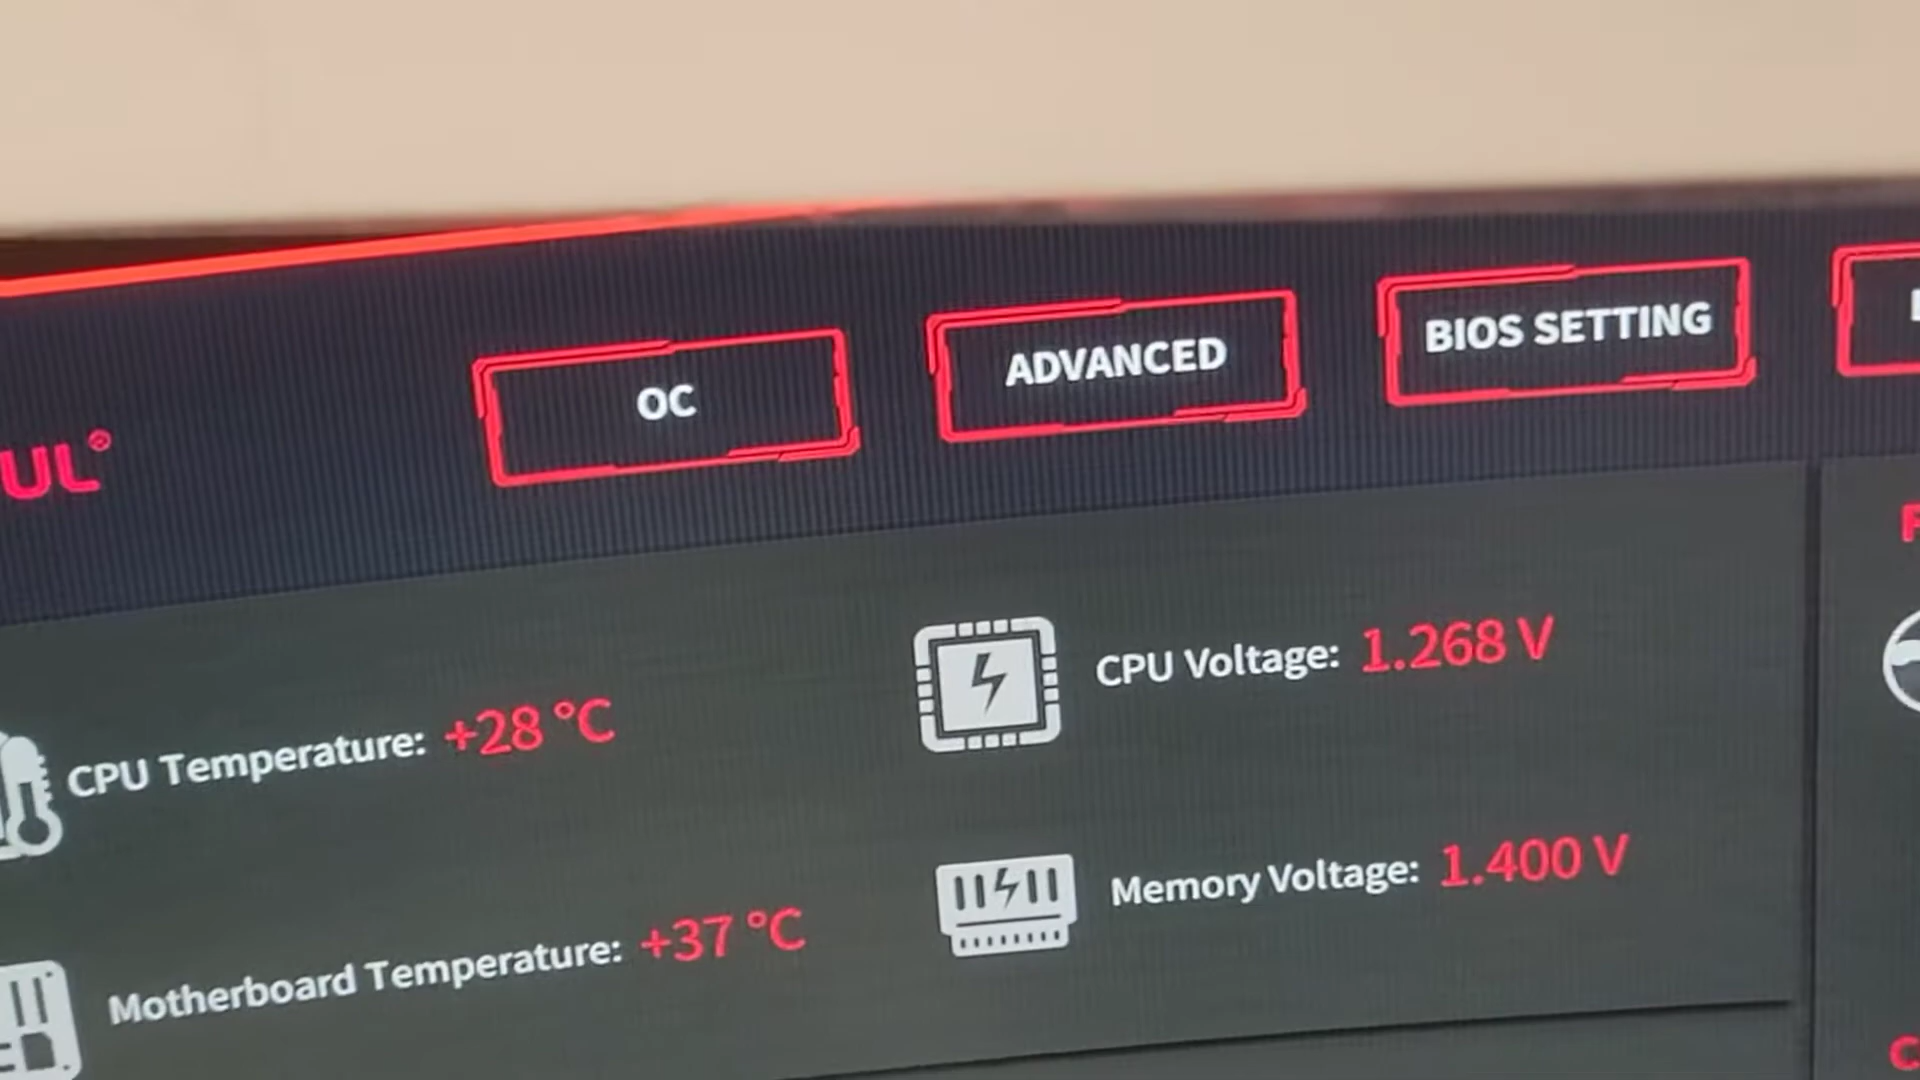 OC
ADVANCED
BIOS SETTING
UL®
CPU Temperature: +28 °C
CPU Voltage: 1.268 V
Motherboard Temperature: +37 °C
Memory Voltage: 1.400 V